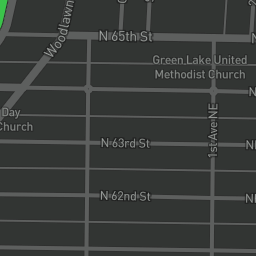 Woodlawn
N 65th St
Green Lake United
Methodist Church
Day
Church
1st Ave NE
N 63rd St
N 62nd St